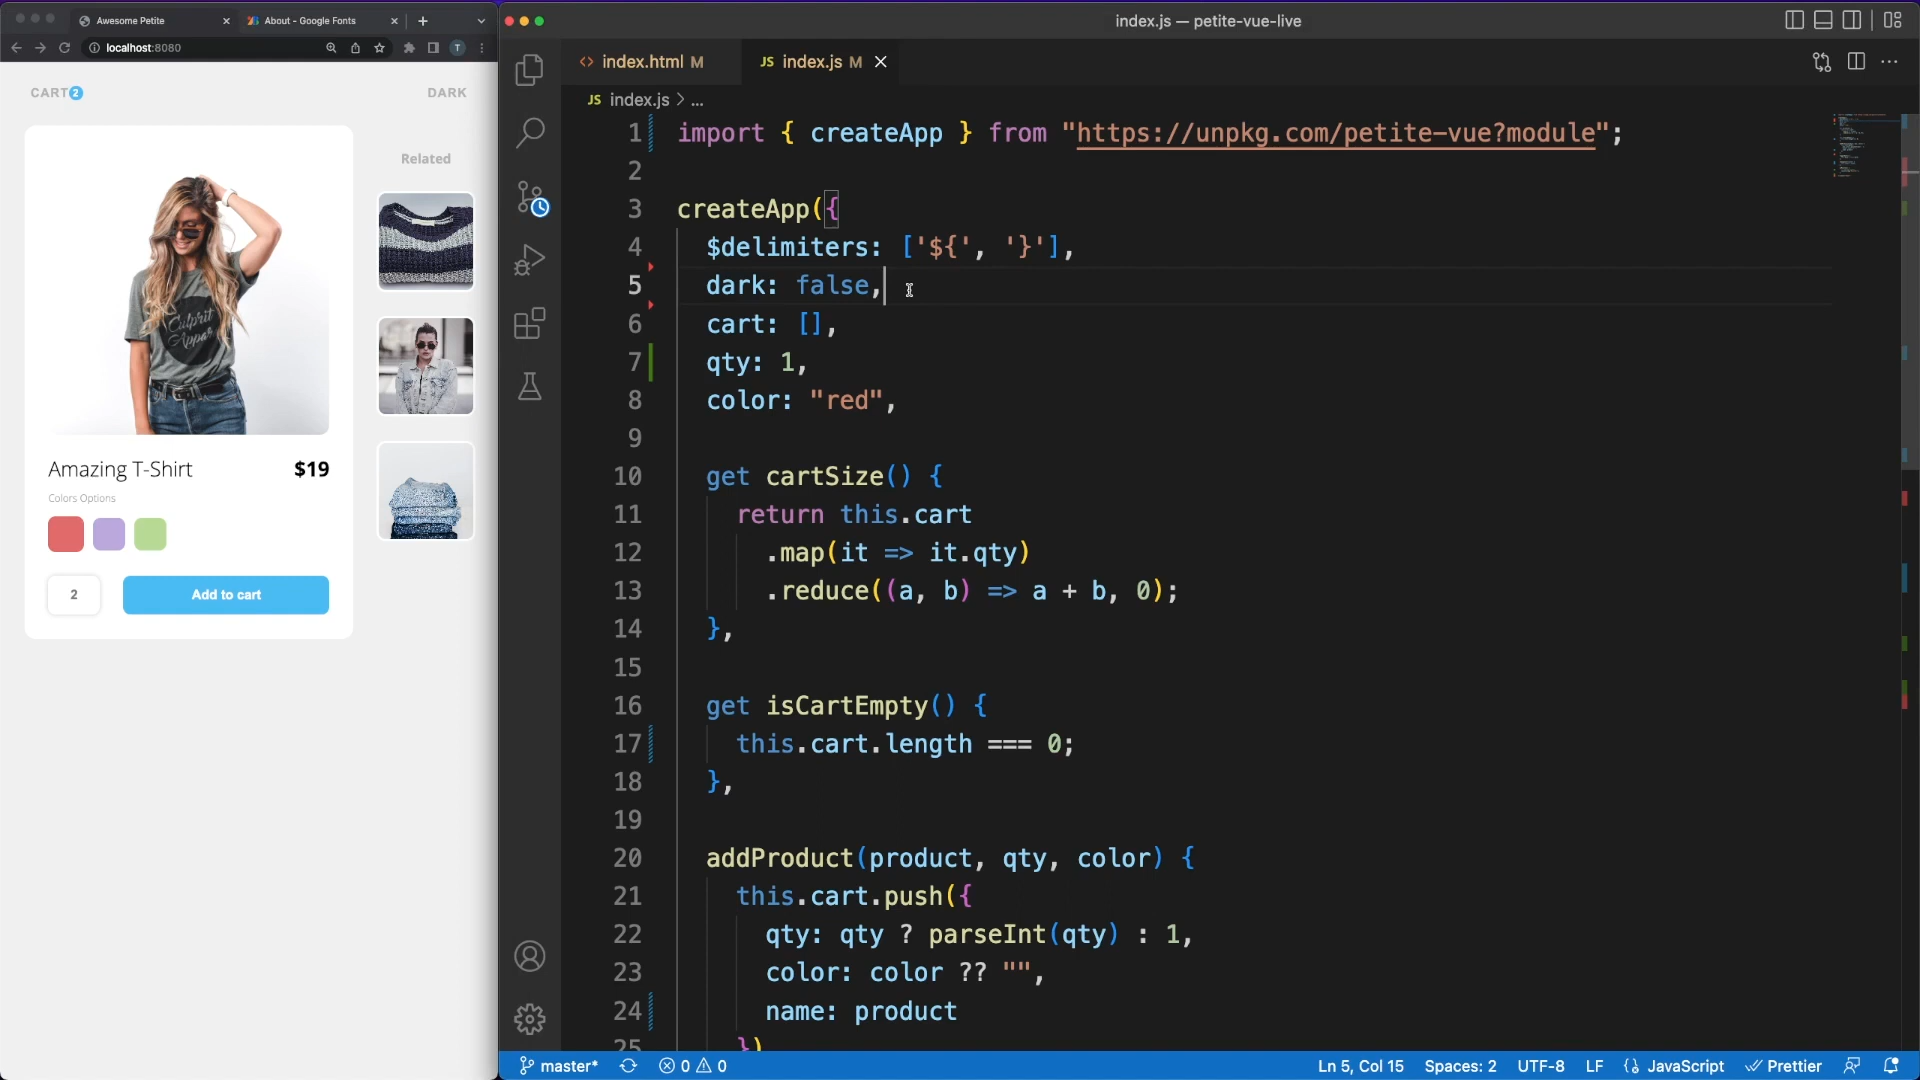 Awesome Petite
About - Google Fonts
localhost:8080
T
CART 2
DARK
Related
Culprit
Apparel
Amazing T-Shirt
$19
Colors Options
2
Add to cart
index.js — petite-vue-live
<> index.html M
JS index.js M
JS index.js > ...
1 import { createApp } from "https://unpkg.com/petite-vue?module";
2
3 createApp({
4 $delimiters: ['${', '}'],
5 dark: false,
6 cart: [],
7 qty: 1,
8 color: "red",
9
10 get cartSize() {
11 return this.cart
12 .map(it => it.qty)
13 .reduce((a, b) => a + b, 0);
14 },
15
16 get isCartEmpty() {
17 this.cart.length === 0;
18 },
19
20 addProduct(product, qty, color) {
21 this.cart.push({
22 qty: qty ? parseInt(qty) : 1,
23 color: color ?? "",
24 name: product
25 })
master* 0 0 Ln 5, Col 15 Spaces: 2 UTF-8 LF {} JavaScript Prettier